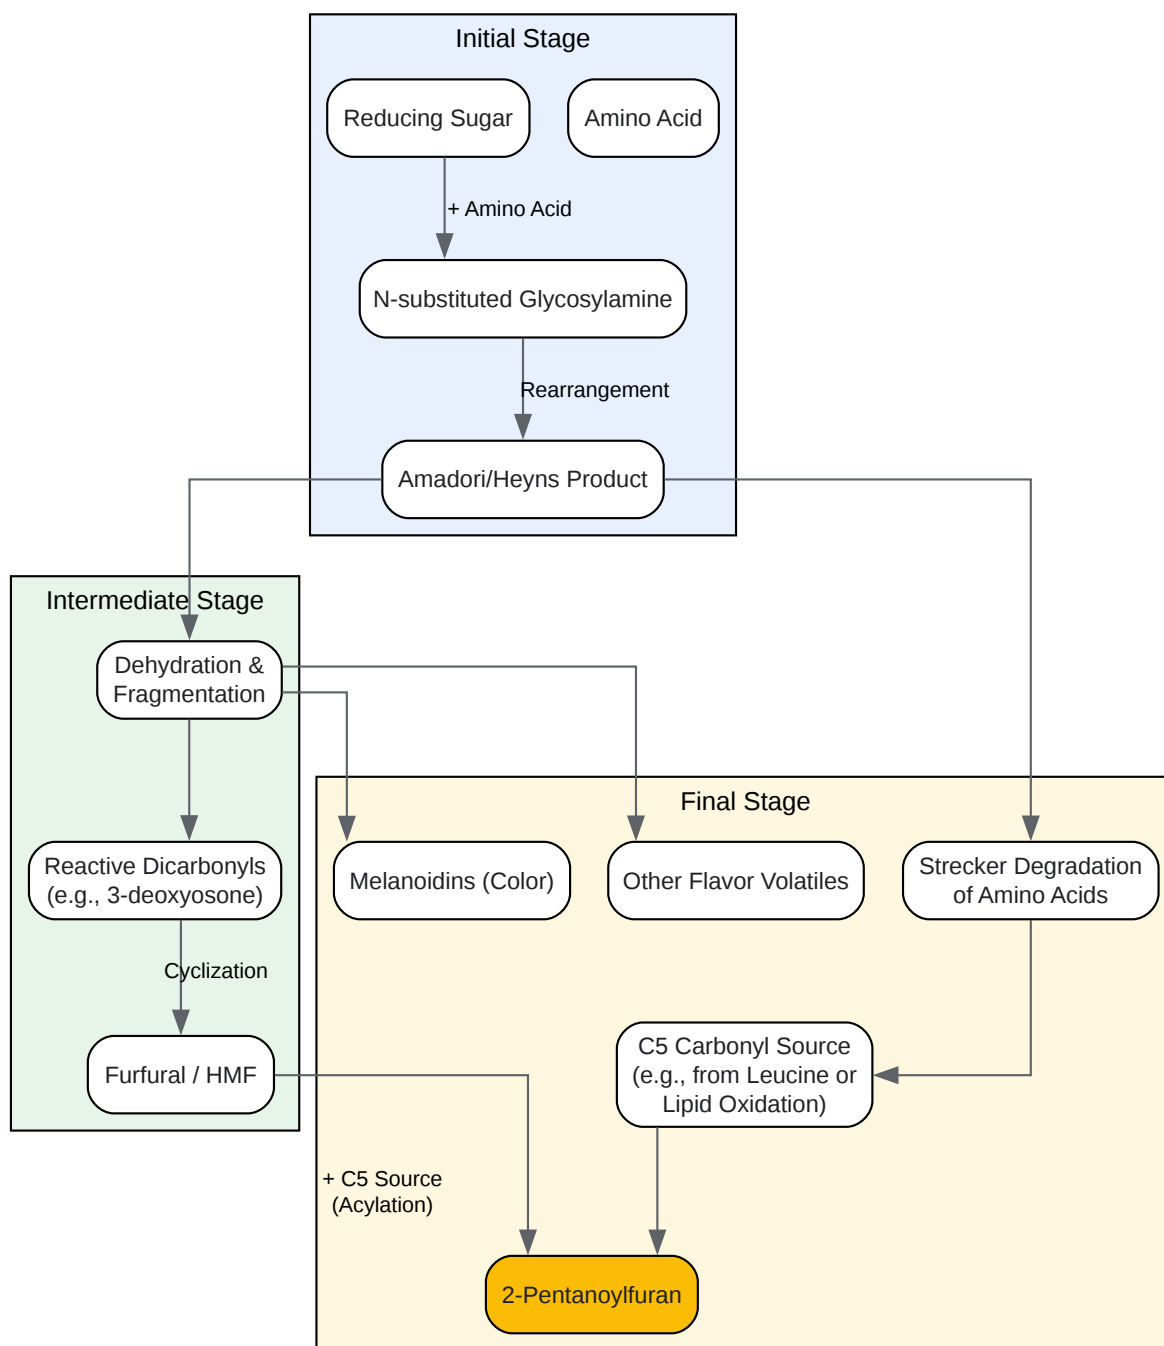 Initial Stage
Reducing Sugar
Amino Acid
+ Amino Acid
N-substituted Glycosylamine
Rearrangement
Amadori/Heyns Product
Intermediate Stage
Dehydration &
Fragmentation
Reactive Dicarbonyls
(e.g., 3-deoxyosone)
Cyclization
Furfural / HMF
Final Stage
Melanoidins (Color)
Other Flavor Volatiles
Strecker Degradation
of Amino Acids
C5 Carbonyl Source
(e.g., from Leucine or
Lipid Oxidation)
+ C5 Source
(Acylation)
2-Pentanoylfuran